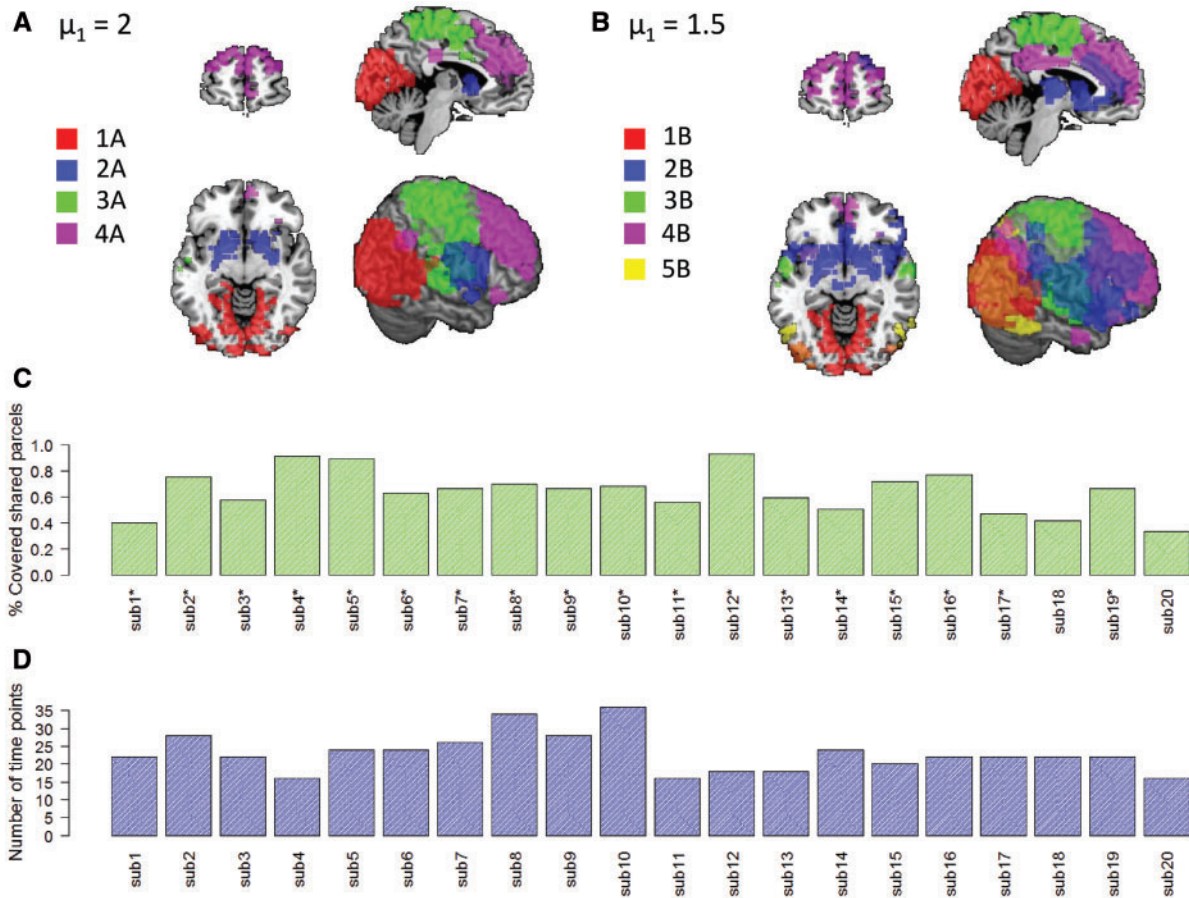 A μ₁ = 2
1A
2A
3A
4A
B μ₁ = 1.5
1B
2B
3B
4B
5B
C
% Covered shared parcels
1.0
0.8
0.6
0.4
0.2
0.0
sub1*
sub2*
sub3*
sub4*
sub5*
sub6*
sub7*
sub8*
sub9*
sub10*
sub11*
sub12*
sub13*
sub14*
sub15*
sub16*
sub17*
sub18
sub19*
sub20
D
Number of time points
35
30
25
20
15
10
5
0
sub1
sub2
sub3
sub4
sub5
sub6
sub7
sub8
sub9
sub10
sub11
sub12
sub13
sub14
sub15
sub16
sub17
sub18
sub19
sub20